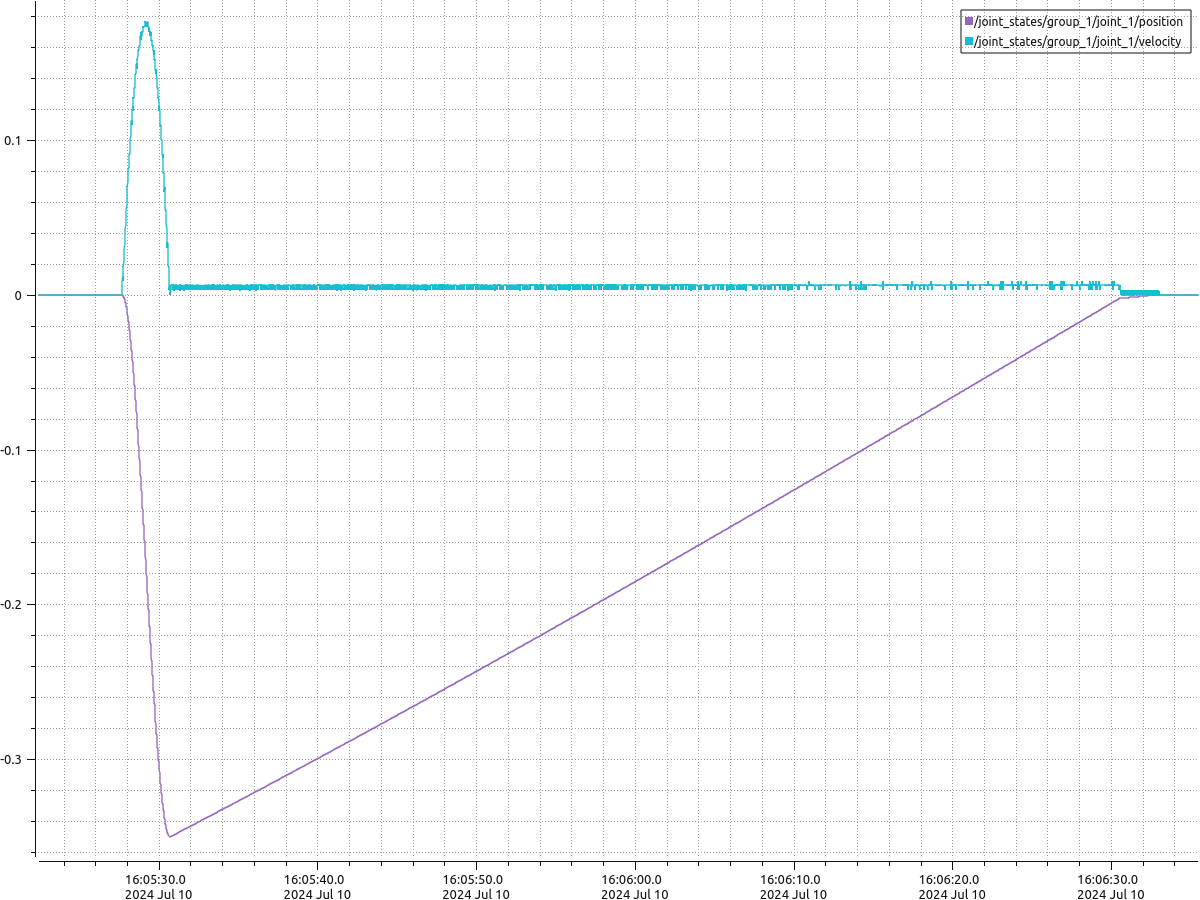 /joint_states/group_1/joint_1/position
/joint_states/group_1/joint_1/velocity
0.1
0
-0.1
-0.2
-0.3
16:05:30.0
2024 Jul 10
16:05:40.0
2024 Jul 10
16:05:50.0
2024 Jul 10
16:06:00.0
2024 Jul 10
16:06:10.0
2024 Jul 10
16:06:20.0
2024 Jul 10
16:06:30.0
2024 Jul 10